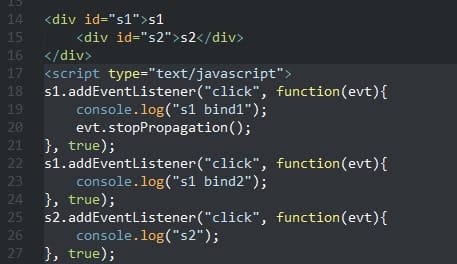 14 <div id="s1">s1
15     <div id="s2">s2</div>
16 </div>
17 <script type="text/javascript">
18 s1.addEventListener("click", function(evt){
19     console.log("s1 bind1");
20     evt.stopPropagation();
21 }, true);
22 s1.addEventListener("click", function(evt){
23     console.log("s1 bind2");
24 }, true);
25 s2.addEventListener("click", function(evt){
26     console.log("s2");
27 }, true);